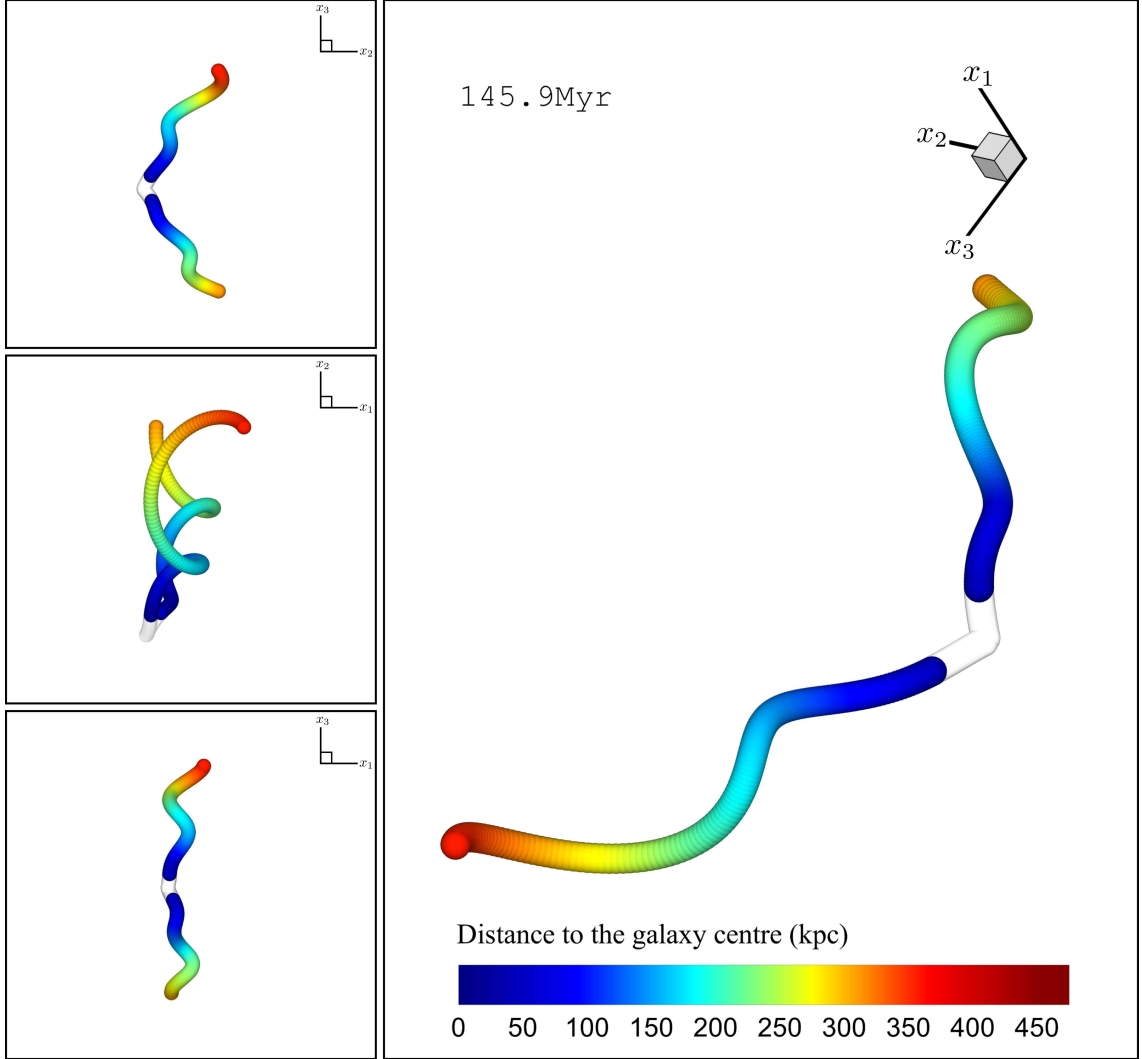 x₃
x₂
x₂
x₁
x₃
x₁
145.9Myr
x₁
x₂
x₃
Distance to the galaxy centre (kpc)
0 50 100 150 200 250 300 350 400 450